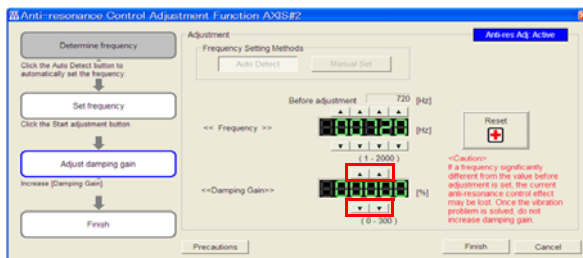 Anti-resonance Control Adjustment Function AXIS#2
Determine frequency
Click the Auto Detect button to
automatically set the frequency.
Set frequency
Click the Start adjustment button.
Adjust damping gain
Increase [Damping Gain]
Finish
Adjustment
Anti-res Adj: Active
Frequency Setting Methods
Auto Detect
Manual Set
Before adjustment 720 [Hz]
<< Frequency >> [Hz]
(1 - 2000)
<<Damping Gain>> [%]
(0 - 300)
Reset
<Caution>
If a frequency significantly
different from the value before
adjustment is set, the current
anti-resonance control effect
may be lost. Once the vibration
problem is solved, do not
increase damping gain.
Precautions
Finish
Cancel